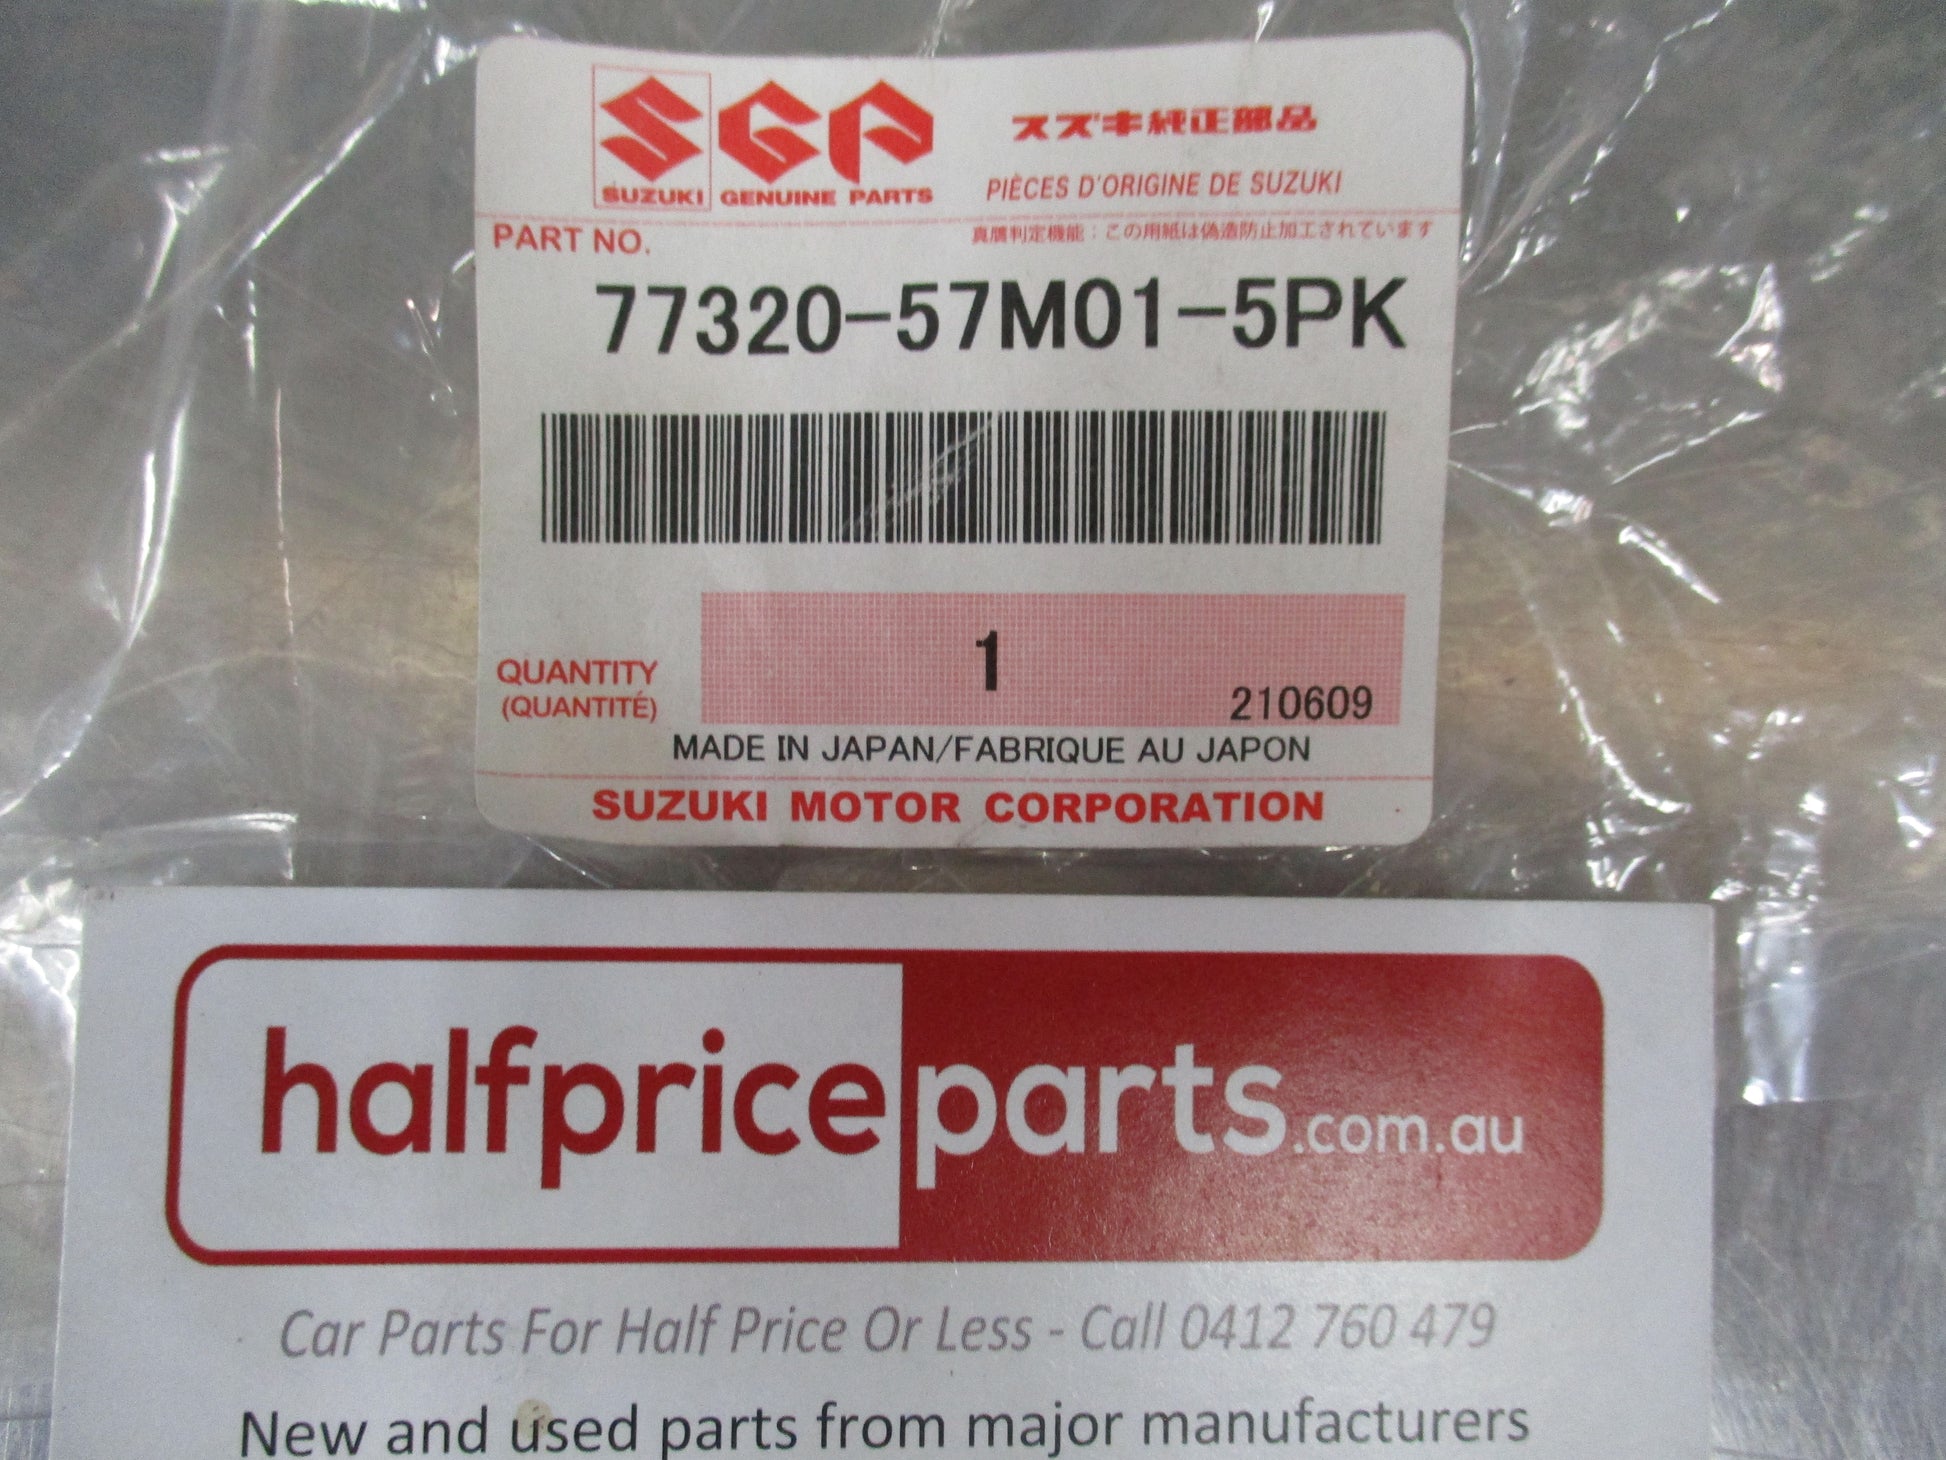 SGP
SUZUKI GENUINE PARTS
スズキ純正部品
PIÈCES D'ORIGINE DE SUZUKI
PART NO.
真贋判定機能：この用紙は偽造防止加工されています
77320-57M01-5PK
QUANTITY
(QUANTITÉ)
1
210609
MADE IN JAPAN/FABRIQUE AU JAPON
SUZUKI MOTOR CORPORATION
halfpriceparts.com.au
Car Parts For Half Price Or Less - Call 0412 760 479
New and used parts from major manufacturers